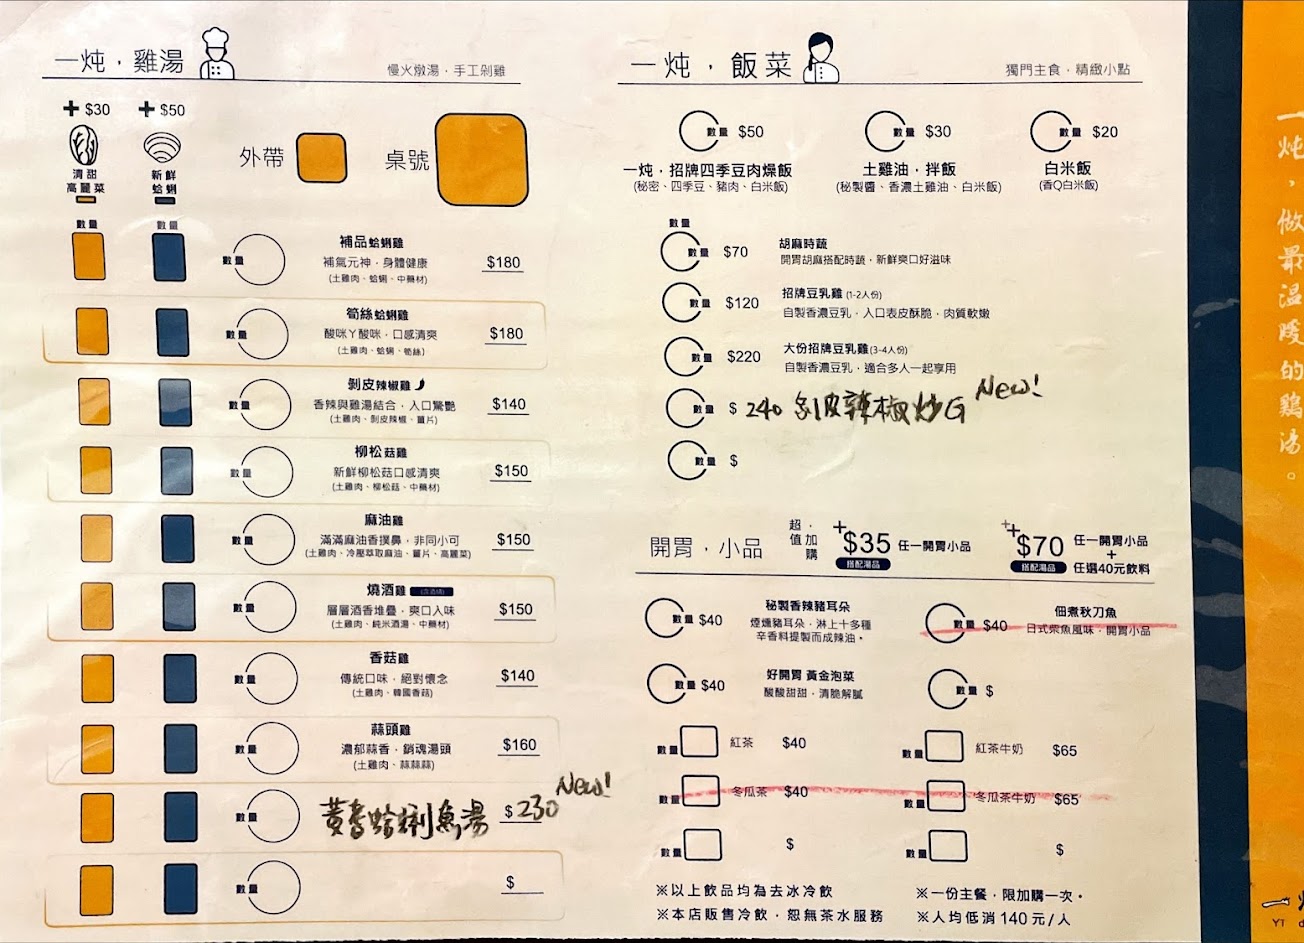 一炖，雞湯
慢火燉湯．手工剁雞
+ $30
清甜
高麗菜
數量
+ $50
新鮮
蛤蜊
數量
外帶
桌號
數量 補品蛤蜊雞 $180
補氣元神．身體健康
(土雞肉、蛤蜊、中藥材)
數量 筍絲蛤蜊雞 $180
酸咪ㄚ酸咪．口感清爽
(土雞肉、蛤蜊、筍絲)
數量 剝皮辣椒雞 $140
香辣與雞湯結合．入口驚艷
(土雞肉、剝皮辣椒、薑片)
數量 柳松菇雞 $150
新鮮柳松菇口感清爽
(土雞肉、柳松菇、中藥材)
數量 麻油雞 $150
滿滿麻油香撲鼻．非同小可
(土雞肉、冷壓萃取麻油、薑片、高麗菜)
數量 燒酒雞 $150
層層酒香堆疊．爽口入味
(土雞肉、純米酒湯、中藥材)
數量 香菇雞 $140
傳統口味．絕對懷念
(土雞肉、韓國香菇)
數量 蒜頭雞 $160
濃郁蒜香．銷魂湯頭
(土雞肉、蒜蒜蒜)
數量 黃耆蛤蜊魚湯 $ 230 New!
數量 $
一炖，飯菜
獨門主食．精緻小點
數量 $50
一炖．招牌四季豆肉燥飯
(秘密、四季豆、豬肉、白米飯)
數量 $30
土雞油．拌飯
(秘製醬、香濃土雞油、白米飯)
數量 $20
白米飯
(香Q白米飯)
數量
數量 $70 胡麻時蔬
開胃胡麻搭配時蔬．新鮮爽口好滋味
數量 $120 招牌豆乳雞 (1-2人份)
自製香濃豆乳．入口表皮酥脆．肉質軟嫩
數量 $220 大份招牌豆乳雞(3-4人份)
自製香濃豆乳．適合多人一起享用
數量 $ 240 剝皮辣椒炒G New!
數量 $
開胃．小品
超．值加購
+$35 任一開胃小品
搭配湯品
++$70 任一開胃小品
+
任選40元飲料
搭配湯品
數量 $40 秘製香辣豬耳朵
煙燻豬耳朵．淋上十多種
辛香料提製而成辣油。
數量 $40 佃煮秋刀魚
日式柴魚風味．開胃小品
數量 $40 好開胃 黃金泡菜
酸酸甜甜．清脆解膩
數量 $
數量 紅茶 $40
數量 紅茶牛奶 $65
數量 冬瓜茶 $40
數量 冬瓜茶牛奶 $65
數量 $
數量 $
※以上飲品均為去冰冷飲
※本店販售冷飲．恕無茶水服務
※一份主餐．限加購一次。
※人均低消140元/人
一炖，做最溫暖的鷄湯。